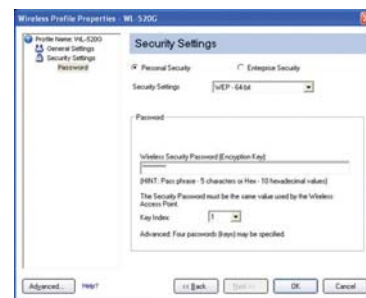 Wireless Profile Properties - WL-520G
Profile Name: WL-520G
General Settings
Security Settings
Password
Security Settings
Personal Security
Enterprise Security
Security Settings
WEP - 64 bit
Password
Wireless Security Password (Encryption Key)
(HINT: Pass phrase - 5 characters or Hex - 10 hexadecimal values)
The Security Password must be the same value used by the Wireless
Access Point.
Key Index:
1
Advanced: Four passwords (keys) may be specified.
Advanced...
Help?
<< Back
Next >>
OK
Cancel